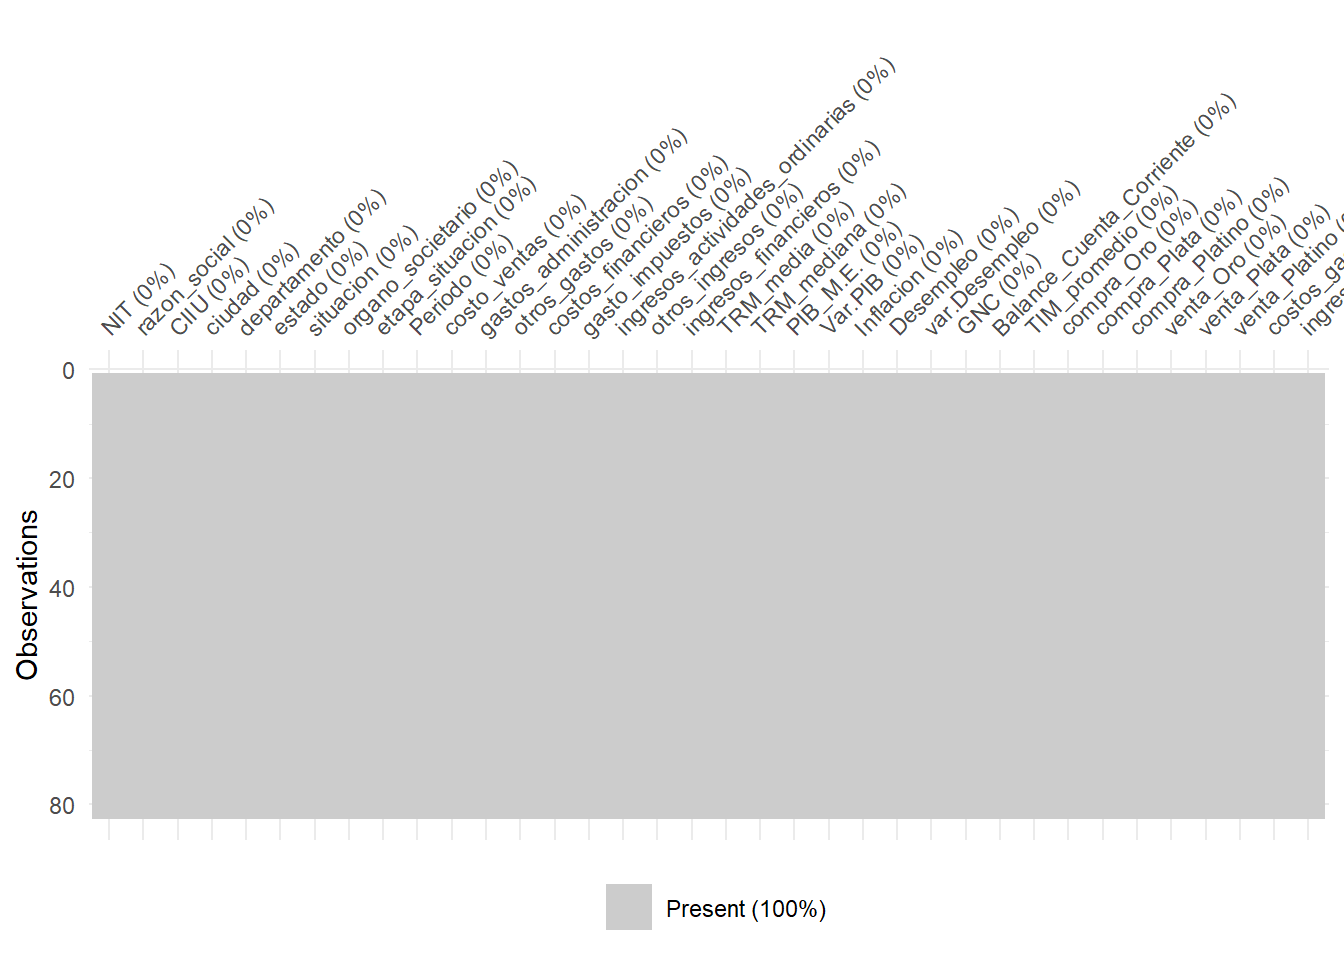 NIT (0%)
razon_social (0%)
CIIU (0%)
ciudad (0%)
departamento (0%)
estado (0%)
situacion (0%)
organo_societario (0%)
etapa_situacion (0%)
Periodo (0%)
costo_ventas (0%)
gastos_administracion (0%)
otros_gastos (0%)
costos_financieros (0%)
gasto_impuestos (0%)
ingresos_actividades_ordinarias (0%)
otros_ingresos (0%)
ingresos_financieros (0%)
TRM_media (0%)
TRM_mediana (0%)
PIB_M.E. (0%)
Var.PIB (0%)
Inflacion (0%)
Desempleo (0%)
var.Desempleo (0%)
GNC (0%)
Balance_Cuenta_Corriente (0%)
TIM_promedio (0%)
compra_Oro (0%)
compra_Plata (0%)
compra_Platino (0%)
venta_Oro (0%)
venta_Plata (0%)
venta_Platino (
costos_ga
ingres
0
20
40
60
80
Observations
Present (100%)